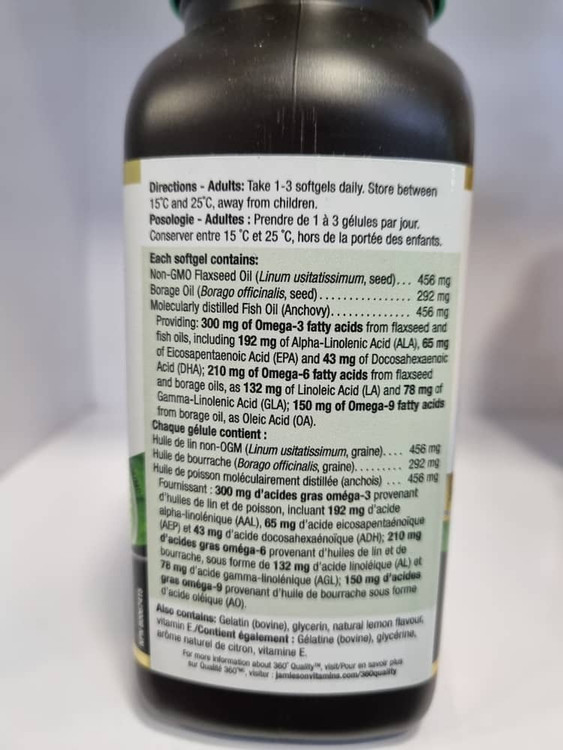 Directions - Adults: Take 1-3 softgels daily. Store between
15˚C and 25˚C, away from children.
Posologie - Adultes : Prendre de 1 à 3 gélules par jour.
Conserver entre 15 ˚C et 25 ˚C, hors de la portée des enfants.
Each softgel contains:
Non-GMO Flaxseed Oil (Linum usitatissimum, seed)... 456 mg
Borage Oil (Borago officinalis, seed)............... 292 mg
Molecularly distilled Fish Oil (Anchovy)............. 456 mg
Providing: 300 mg of Omega-3 fatty acids from flaxseed and
fish oils, including 192 mg of Alpha-Linolenic Acid (ALA), 65 mg
of Eicosapentaenoic Acid (EPA) and 43 mg of Docosahexaenoic
Acid (DHA); 210 mg of Omega-6 fatty acids from flaxseed
and borage oils, as 132 mg of Linoleic Acid (LA) and 78 mg of
Gamma-Linolenic Acid (GLA); 150 mg of Omega-9 fatty acids
from borage oil, as Oleic Acid (OA).
Chaque gélule contient :
Huile de lin non-OGM (Linum usitatissimum, graine).... 456 mg
Huile de bourrache (Borago officinalis, graine)......... 292 mg
Huile de poisson moléculairement distillée (anchois) ... 456 mg
Fournissant : 300 mg d'acides gras oméga-3 provenant
d'huiles de lin et de poisson, incluant 192 mg d'acide
alpha-linolénique (AAL), 65 mg d'acide eicosapentaénoïque
(AEP) et 43 mg d'acide docosahexaénoïque (ADH); 210 mg
d'acides gras oméga-6 provenant d'huiles de lin et de
bourrache, sous forme de 132 mg d'acide linoléique (AL) et
78 mg d'acide gamma-linolénique (AGL); 150 mg d'acides
gras oméga-9 provenant d'huile de bourrache sous forme
d'acide oléique (AO).
Also contains: Gelatin (bovine), glycerin, natural lemon flavour,
vitamin E./Contient également : Gélatine (bovine), glycérine,
arôme naturel de citron, vitamine E.
For more information about 360° Quality™, visit/Pour en savoir plus
sur Qualité 360°™, visiter : jamiesonvitamins.com/360quality